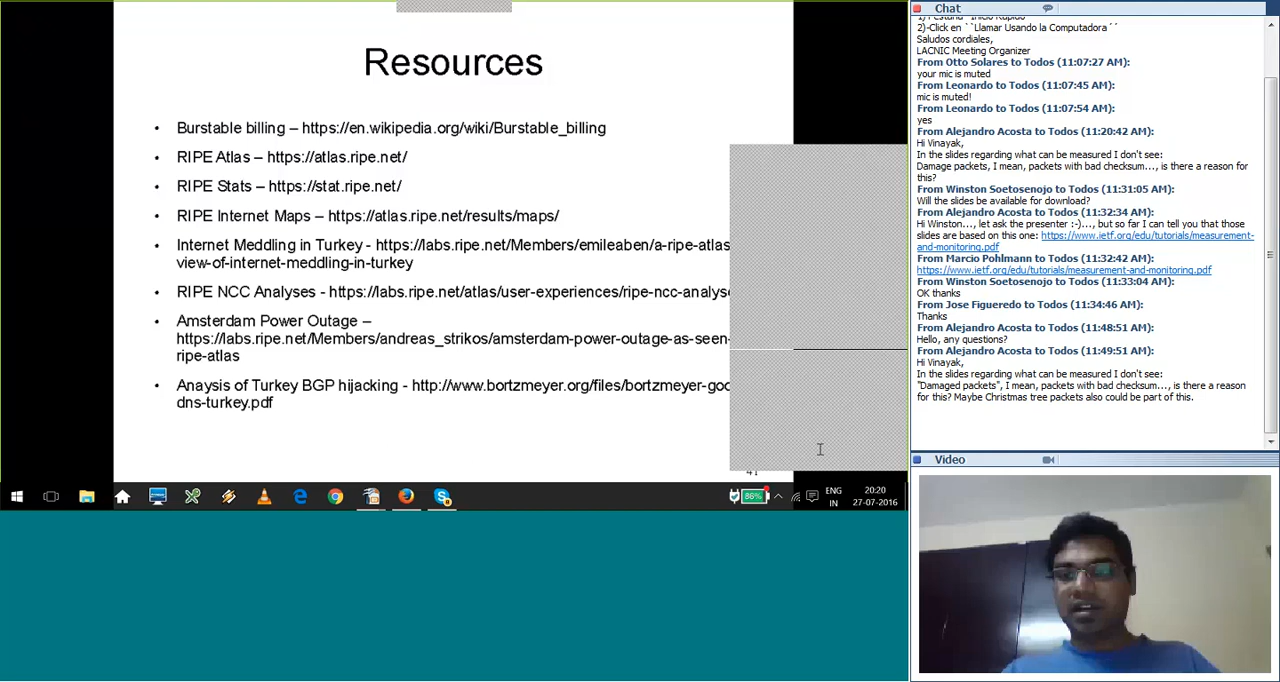 Resources
• Burstable billing – https://en.wikipedia.org/wiki/Burstable_billing
• RIPE Atlas – https://atlas.ripe.net/
• RIPE Stats – https://stat.ripe.net/
• RIPE Internet Maps – https://atlas.ripe.net/results/maps/
• Internet Meddling in Turkey - https://labs.ripe.net/Members/emileaben/a-ripe-atlas
view-of-internet-meddling-in-turkey
• RIPE NCC Analyses - https://labs.ripe.net/atlas/user-experiences/ripe-ncc-analyse
• Amsterdam Power Outage –
https://labs.ripe.net/Members/andreas_strikos/amsterdam-power-outage-as-seen-
ripe-atlas
• Anaysis of Turkey BGP hijacking - http://www.bortzmeyer.org/files/bortzmeyer-goo
dns-turkey.pdf
86%
ENG
IN
20:20
27-07-2016
Chat
2)-Click en ``Llamar Usando la Computadora´´
Saludos cordiales,
LACNIC Meeting Organizer
From Otto Solares to Todos (11:07:27 AM):
your mic is muted
From Leonardo to Todos (11:07:45 AM):
mic is muted!
From Leonardo to Todos (11:07:54 AM):
yes
From Alejandro Acosta to Todos (11:20:42 AM):
Hi Vinayak,
In the slides regarding what can be measured I don't see:
Damage packets, I mean, packets with bad checksum..., is there a reason for
this?
From Winston Soetosenojo to Todos (11:31:05 AM):
Will the slides be available for download?
From Alejandro Acosta to Todos (11:32:34 AM):
Hi Winston..., let ask the presenter :-)..., but so far I can tell you that those
slides are based on this one: https://www.ietf.org/edu/tutorials/measurement-
and-monitoring.pdf
From Marcio Pohlmann to Todos (11:32:42 AM):
https://www.ietf.org/edu/tutorials/measurement-and-monitoring.pdf
From Winston Soetosenojo to Todos (11:33:04 AM):
OK thanks
From Jose Figueredo to Todos (11:34:46 AM):
Thanks
From Alejandro Acosta to Todos (11:48:51 AM):
Hello, any questions?
From Alejandro Acosta to Todos (11:49:51 AM):
Hi Vinayak,
In the slides regarding what can be measured I don't see:
"Damaged packets", I mean, packets with bad checksum..., is there a reason
for this? Maybe Christmas tree packets also could be part of this.
Video